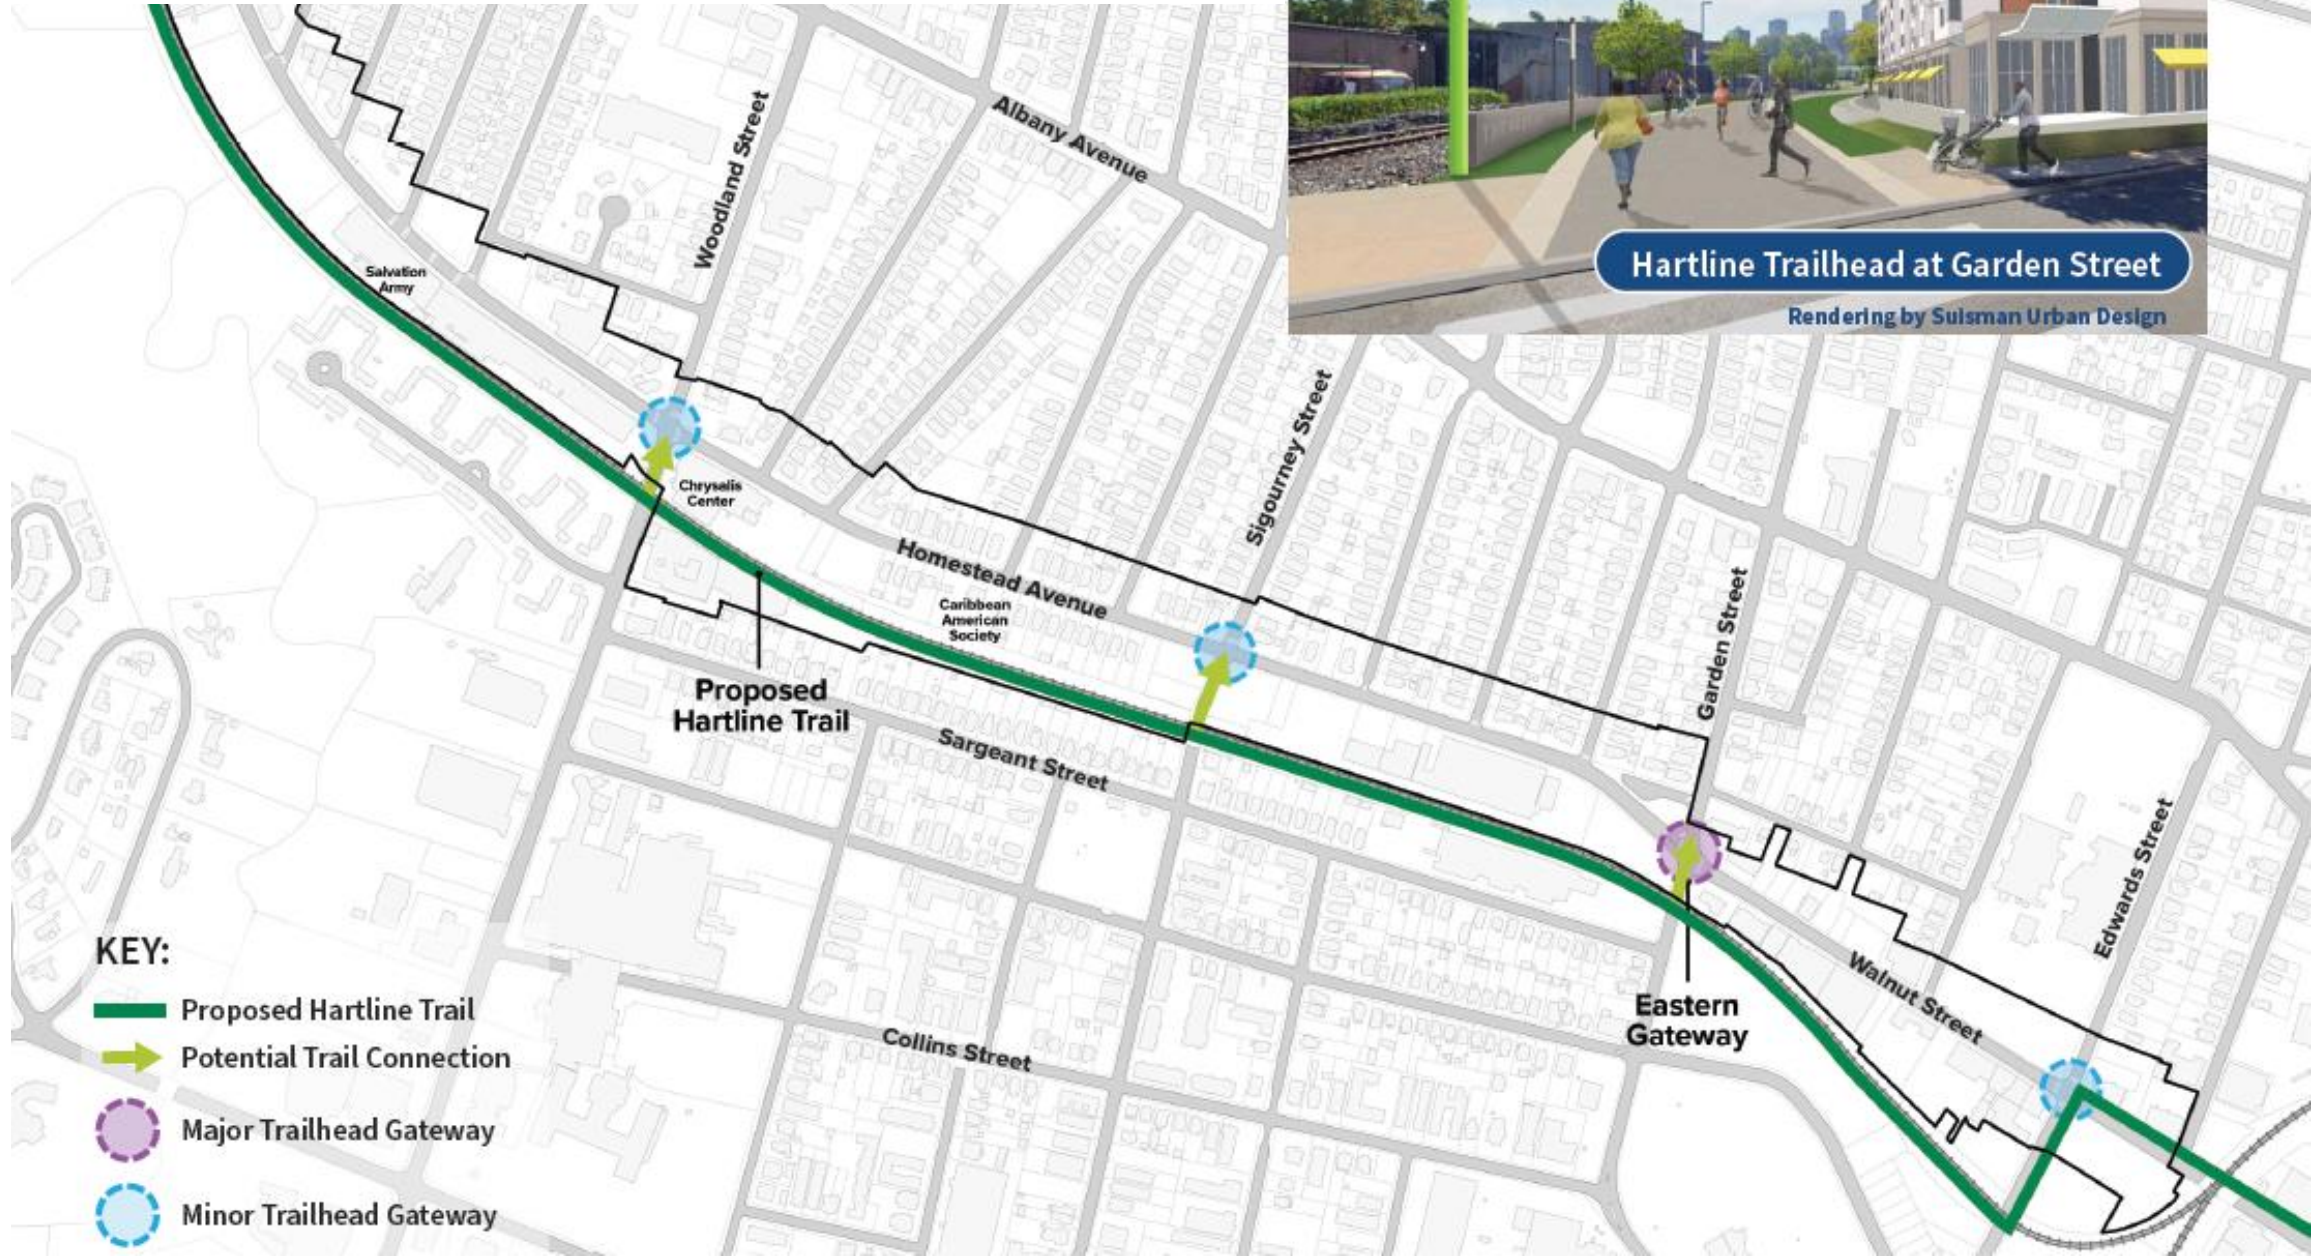 Albany Avenue
Woodland Street
Hartline Trailhead at Garden Street
Rendering by Suisman Urban Design
Salvation
Army
Sigourney Street
Chrysalis
Center
Homestead Avenue
Caribbean
American
Society
Garden Street
Proposed
Hartline Trail
Sargeant Street
Edwards Street
Walnut Street
Eastern
Gateway
Collins Street
KEY:
Proposed Hartline Trail
Potential Trail Connection
Major Trailhead Gateway
Minor Trailhead Gateway